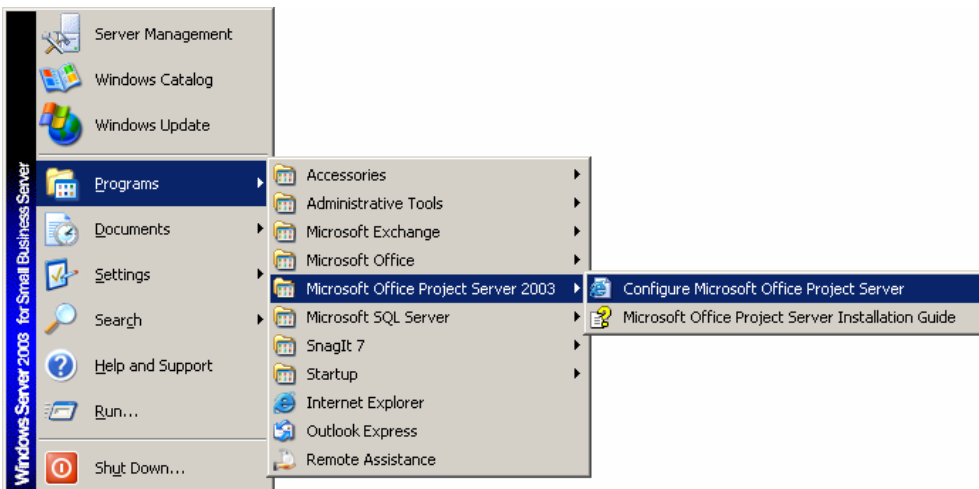 Server Management
Windows Catalog
Windows Update
Programs
Documents
Settings
Search
Help and Support
Run...
Shut Down...
Windows Server 2003 for Small Business Server
Accessories
Administrative Tools
Microsoft Exchange
Microsoft Office
Microsoft Office Project Server 2003
Microsoft SQL Server
SnagIt 7
Startup
Internet Explorer
Outlook Express
Remote Assistance
Configure Microsoft Office Project Server
Microsoft Office Project Server Installation Guide